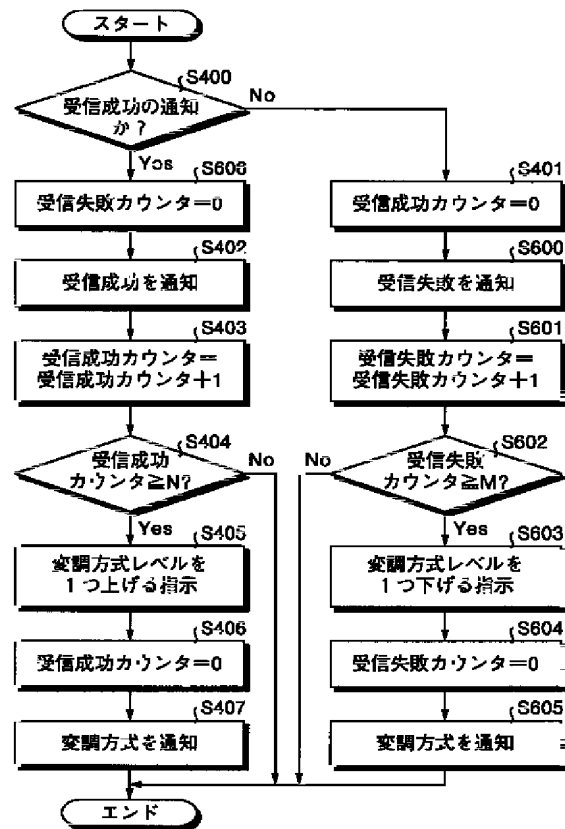 スタート
S400
受信成功の通知
か？
No
Yes
S606
受信失敗カウンタ＝0
S402
受信成功を通知
S403
受信成功カウンタ＝
受信成功カウンタ＋1
S404
受信成功
カウンタ≧N?
No
Yes
S405
変調方式レベルを
1つ上げる指示
S406
受信成功カウンタ＝0
S407
変調方式を通知
エンド
S401
受信成功カウンタ＝0
S600
受信失敗を通知
S601
受信失敗カウンタ＝
受信失敗カウンタ＋1
S602
受信失敗
カウンタ≧M?
No
Yes
S603
変調方式レベルを
1つ下げる指示
S604
受信失敗カウンタ＝0
S605
変調方式を通知